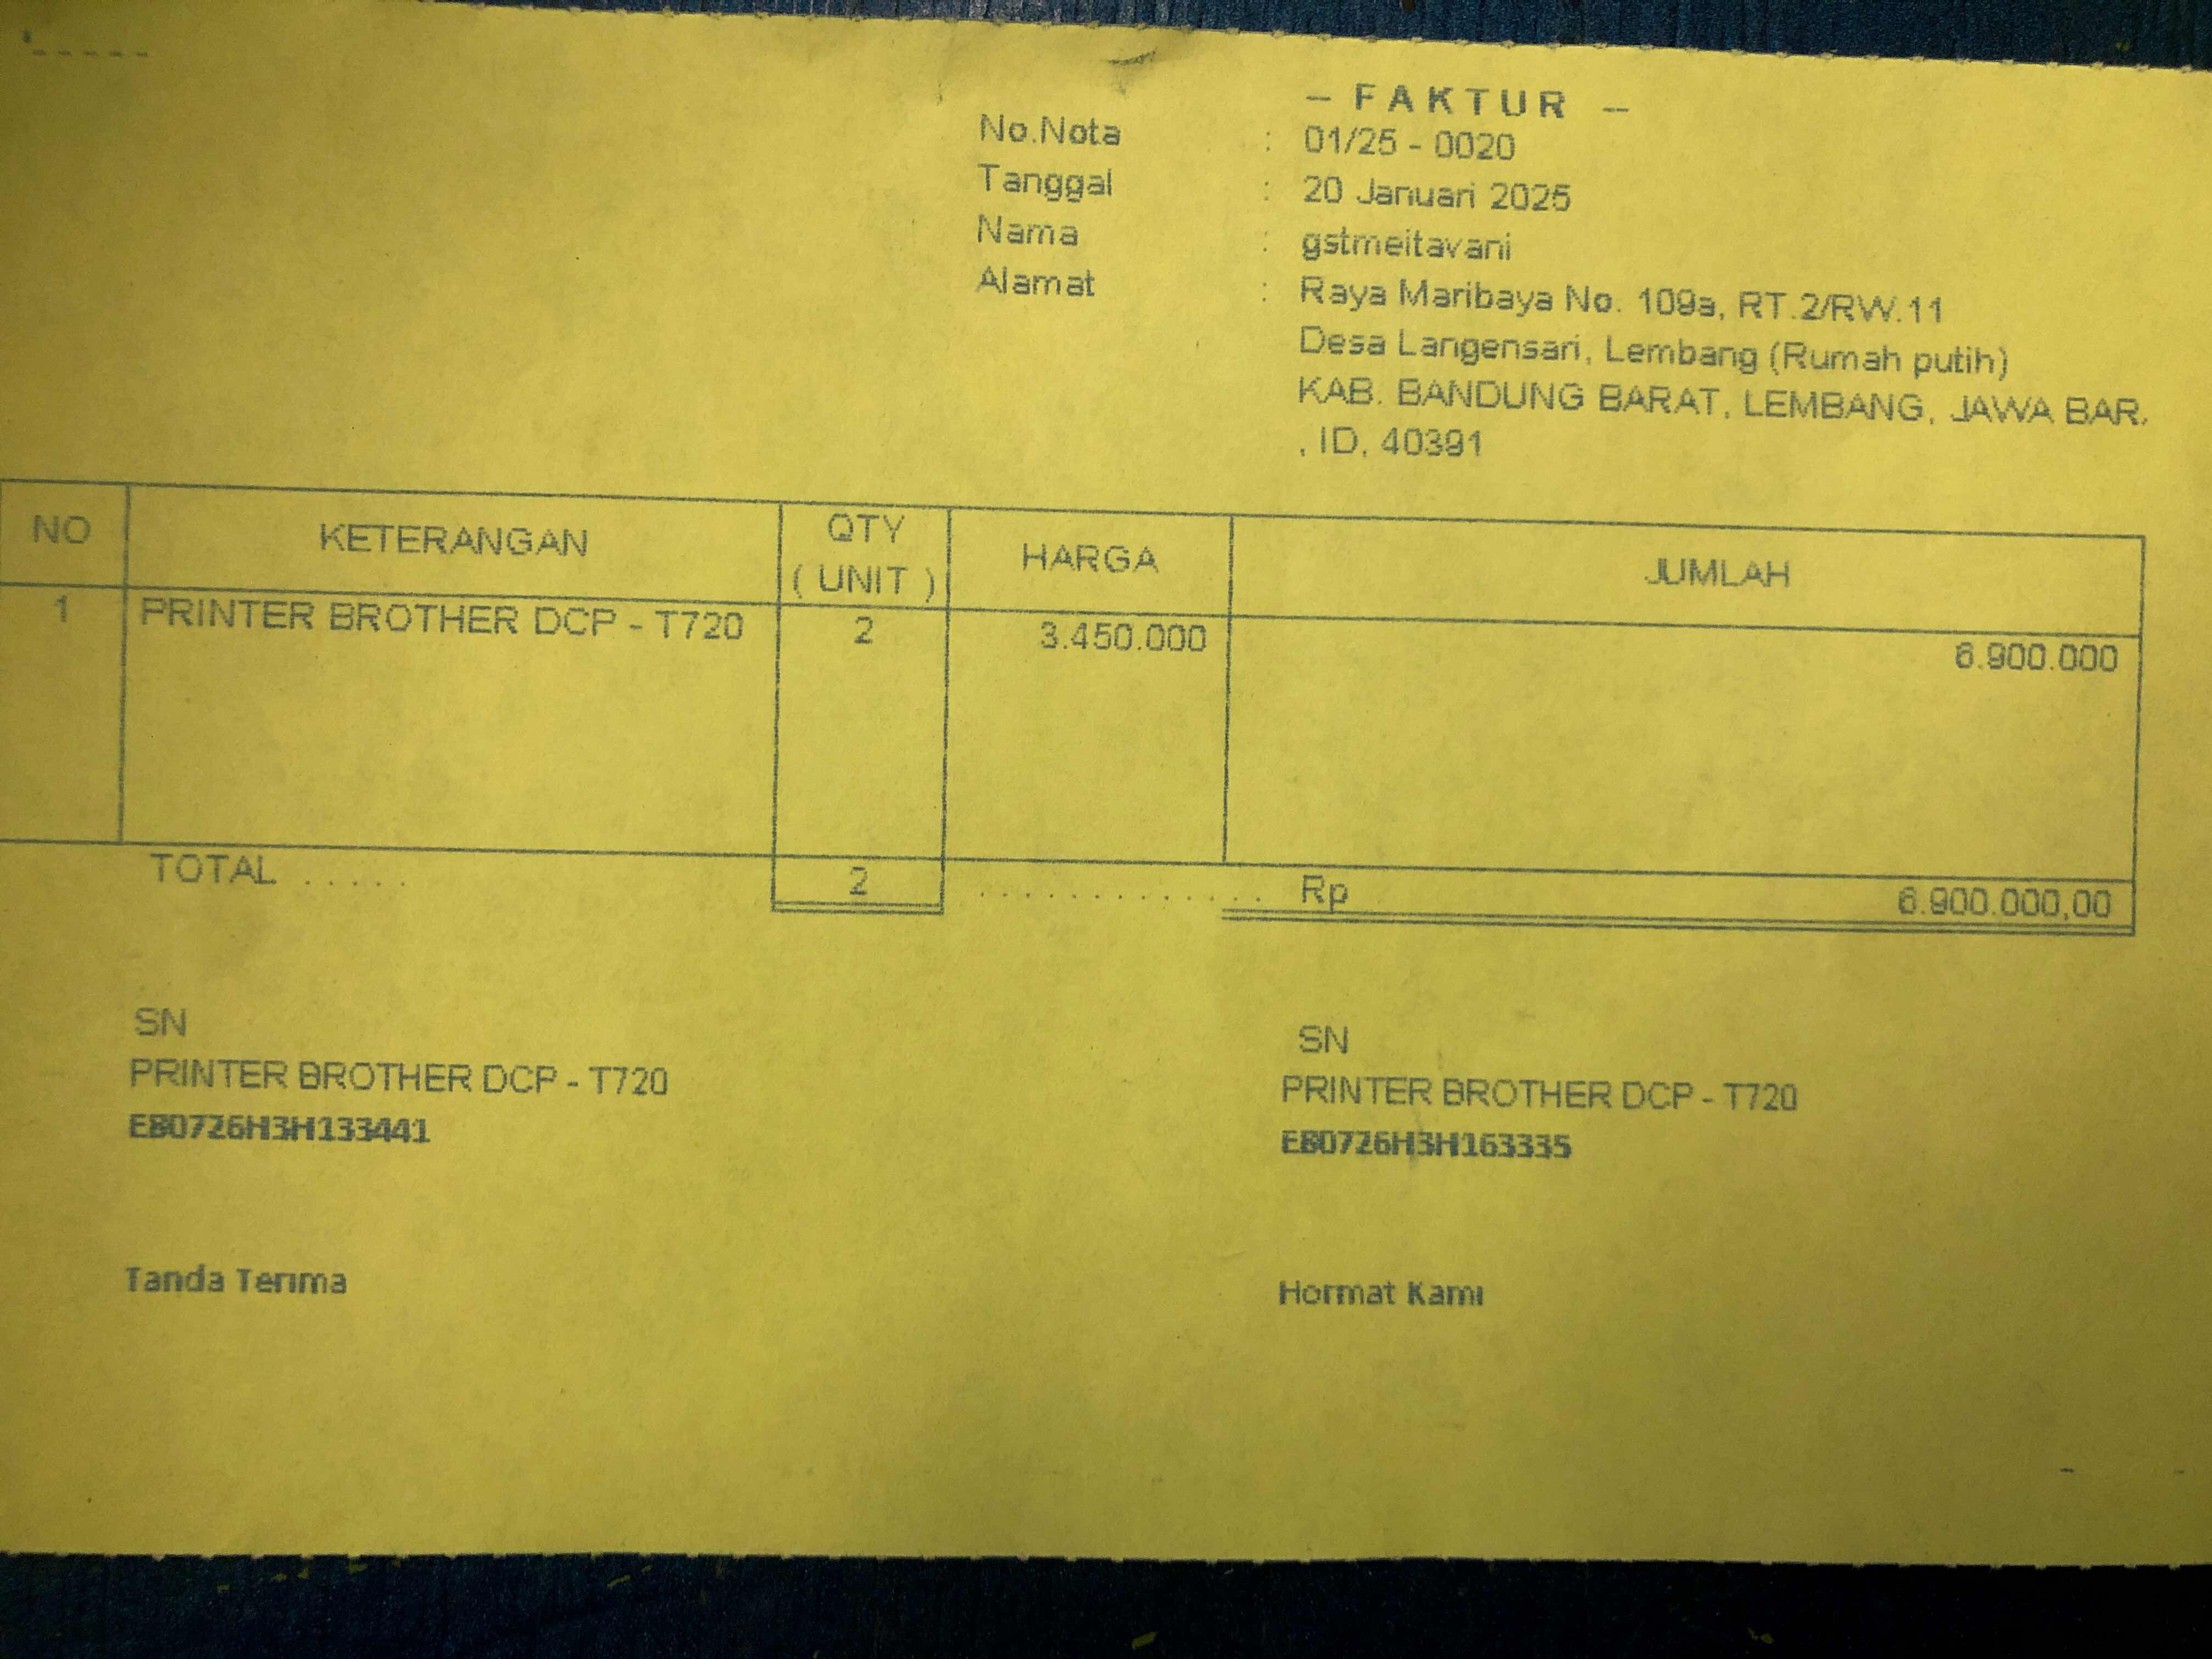 – FAKTUR –
No.Nota : 01/25 - 0020
Tanggal : 20 Januari 2025
Nama : gstmeitavani
Alamat : Raya Maribaya No. 109a, RT.2/RW.11
Desa Langensari, Lembang (Rumah putih)
KAB. BANDUNG BARAT, LEMBANG, JAWA BAR.
, ID, 40391
NO KETERANGAN QTY ( UNIT ) HARGA JUMLAH
1 PRINTER BROTHER DCP - T720 2 3.450.000 6.900.000
TOTAL ..... 2 ............. Rp 6.900.000,00
SN
PRINTER BROTHER DCP - T720
E80726H3H133441
SN
PRINTER BROTHER DCP - T720
E80726H3H163335
Tanda Terima
Hormat Kami